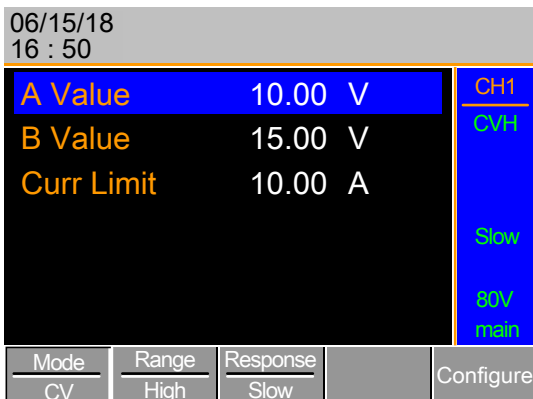 06/15/18
16 : 50
A Value 10.00 V
B Value 15.00 V
Curr Limit 10.00 A
CH1
CVH
Slow
80V
main
Mode Range Response
CV High Slow
Configure